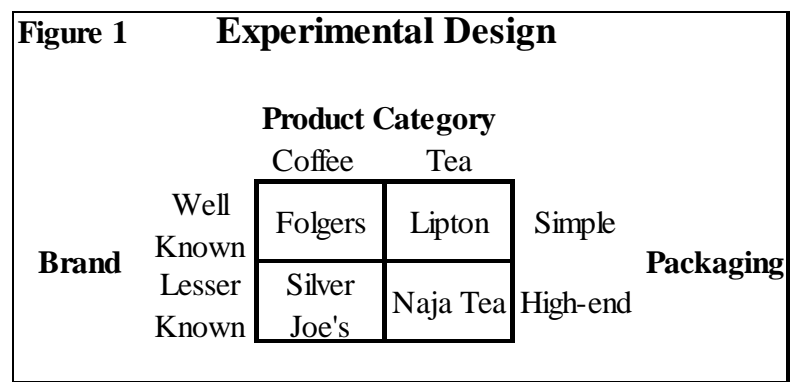 Figure 1 Experimental Design
Product Category
Coffee Tea
Well
Known
Folgers Lipton Simple
Brand Packaging
Lesser
Known
Silver
Joe's
Naja Tea High-end